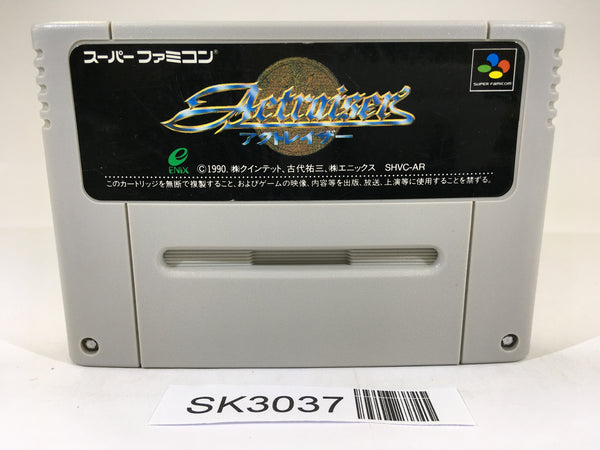 スーパーファミコン®
SUPER FAMICOM
Actraiser
アクトレイザー
ENIX
©1990, ㈱クインテット, 古代祐三, ㈱エニックス SHVC-AR
このカートリッジを無断で複製すること、およびゲームの映像、内容等を出版、放送、上演等に使用することを禁ずる。
SK3037